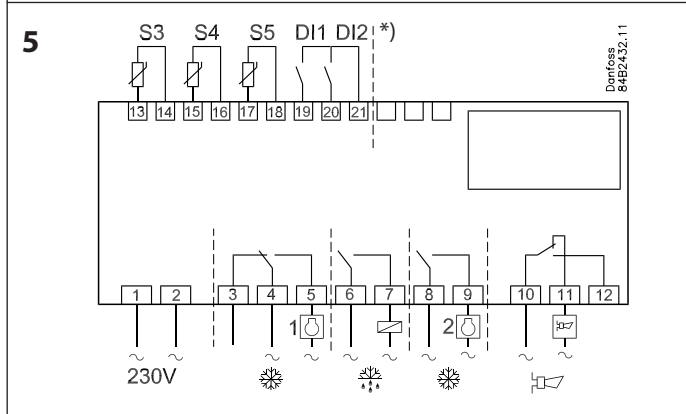 5
S3 S4 S5 DI1 DI2 *)
Danfoss
84B2432.11
13 14 15 16 17 18 19 20 21
1 2 3 4 5 6 7 8 9 10 11 12
1 2
230V